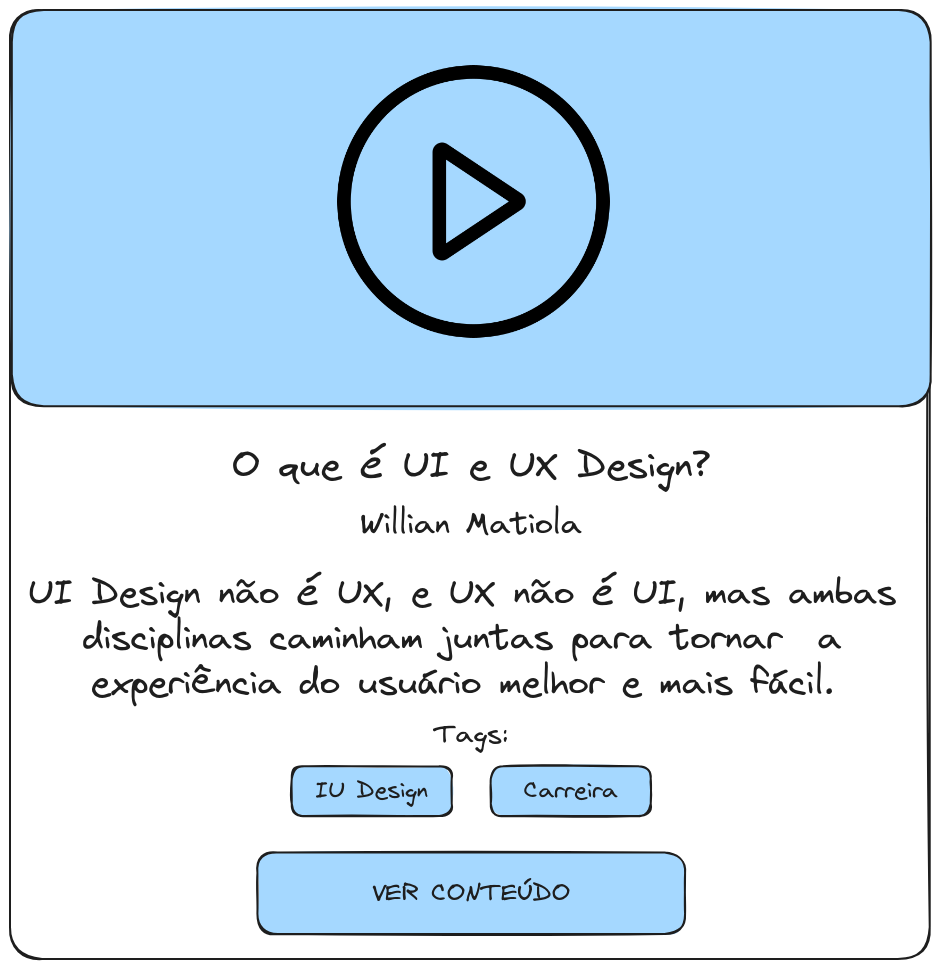 O que é UI e UX Design?
Willian Matiola
UI Design não é UX, e UX não é UI, mas ambas
disciplinas caminham juntas para tornar a
experiência do usuário melhor e mais fácil.
Tags:
IU Design
Carreira
VER CONTEÚDO